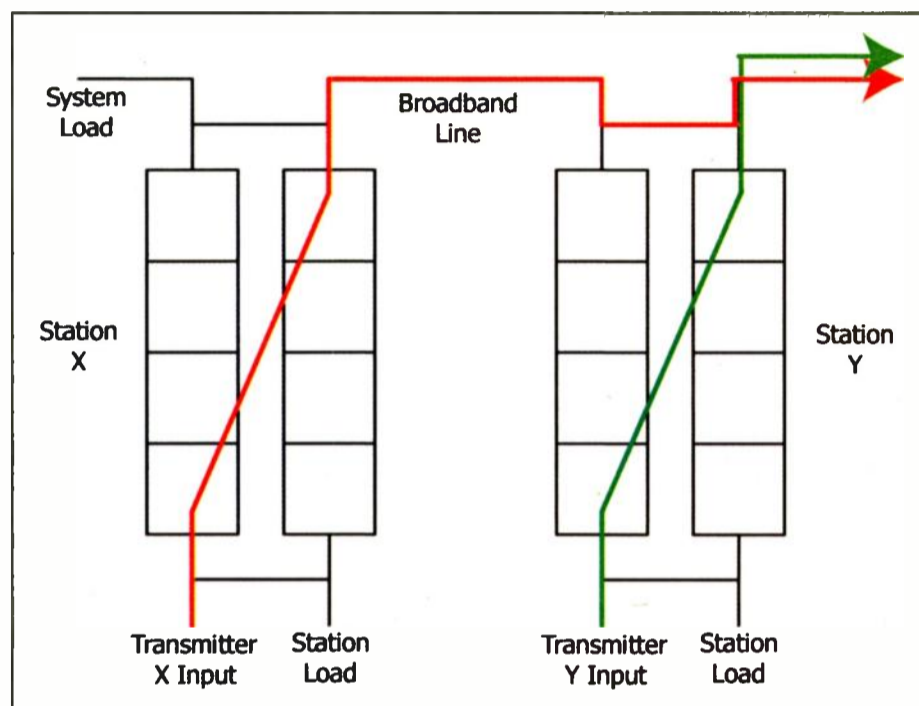 System
Load
Broadband
Line
Station
X
Station
Y
Transmitter
X Input
Station
Load
Transmitter
Y Input
Station
Load